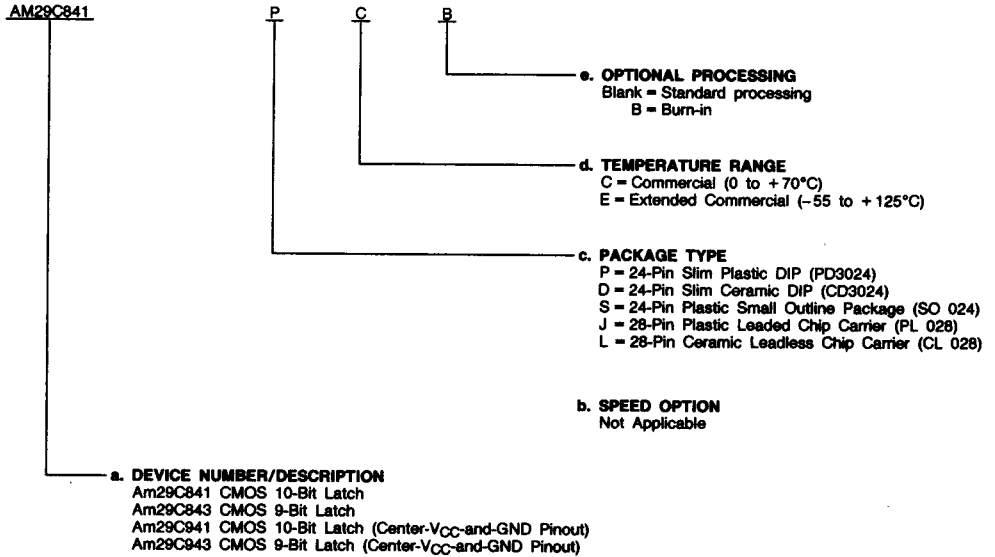 AM29C841 P C B
e. OPTIONAL PROCESSING
Blank = Standard processing
B = Burn-in
d. TEMPERATURE RANGE
C = Commercial (0 to +70°C)
E = Extended Commercial (-55 to +125°C)
c. PACKAGE TYPE
P = 24-Pin Slim Plastic DIP (PD3024)
D = 24-Pin Slim Ceramic DIP (CD3024)
S = 24-Pin Plastic Small Outline Package (SO 024)
J = 28-Pin Plastic Leaded Chip Carrier (PL 028)
L = 28-Pin Ceramic Leadless Chip Carrier (CL 028)
b. SPEED OPTION
Not Applicable
a. DEVICE NUMBER/DESCRIPTION
Am29C841 CMOS 10-Bit Latch
Am29C843 CMOS 9-Bit Latch
Am29C941 CMOS 10-Bit Latch (Center-VCC-and-GND Pinout)
Am29C943 CMOS 9-Bit Latch (Center-VCC-and-GND Pinout)